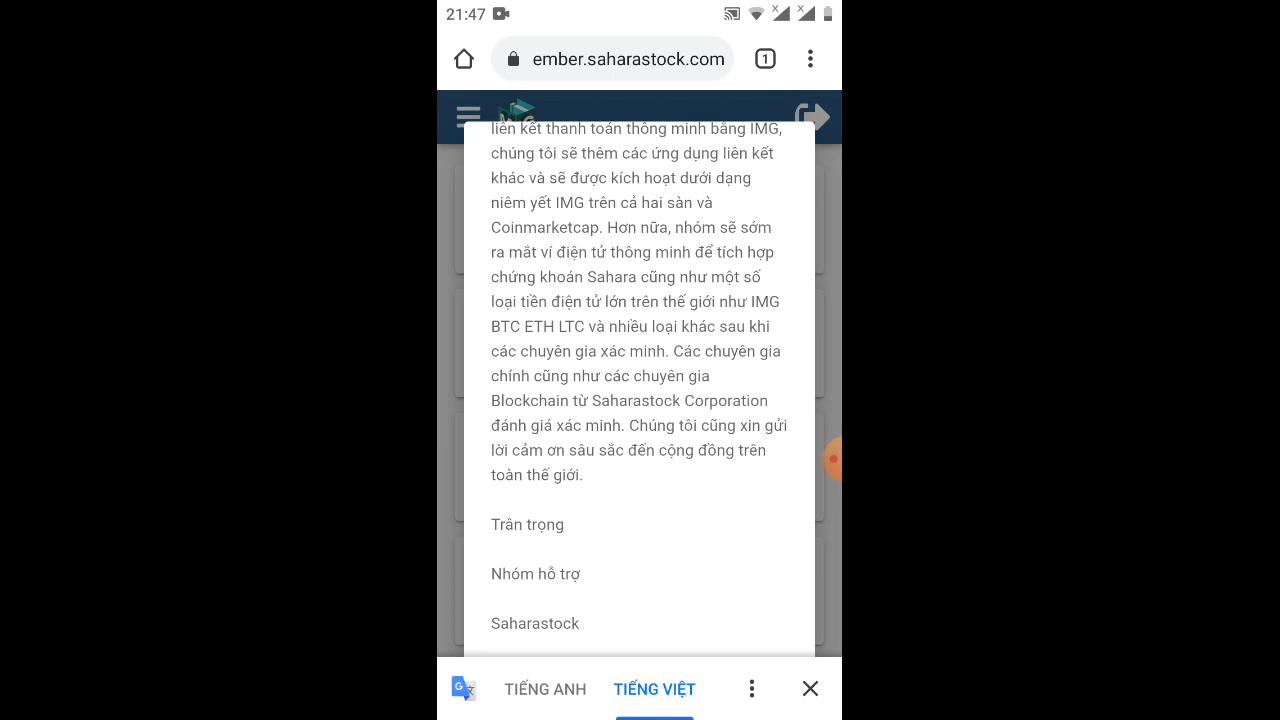 21:47
ember.saharastock.com
1
liên kết thanh toán thông minh bằng IMG,
chúng tôi sẽ thêm các ứng dụng liên kết
khác và sẽ được kích hoạt dưới dạng
niêm yết IMG trên cả hai sàn và
Coinmarketcap. Hơn nữa, nhóm sẽ sớm
ra mắt ví điện tử thông minh để tích hợp
chứng khoán Sahara cũng như một số
loại tiền điện tử lớn trên thế giới như IMG
BTC ETH LTC và nhiều loại khác sau khi
các chuyên gia xác minh. Các chuyên gia
chính cũng như các chuyên gia
Blockchain từ Saharastock Corporation
đánh giá xác minh. Chúng tôi cũng xin gửi
lời cảm ơn sâu sắc đến cộng đồng trên
toàn thế giới.
Trân trọng
Nhóm hỗ trợ
Saharastock
TIẾNG ANH
TIẾNG VIỆT